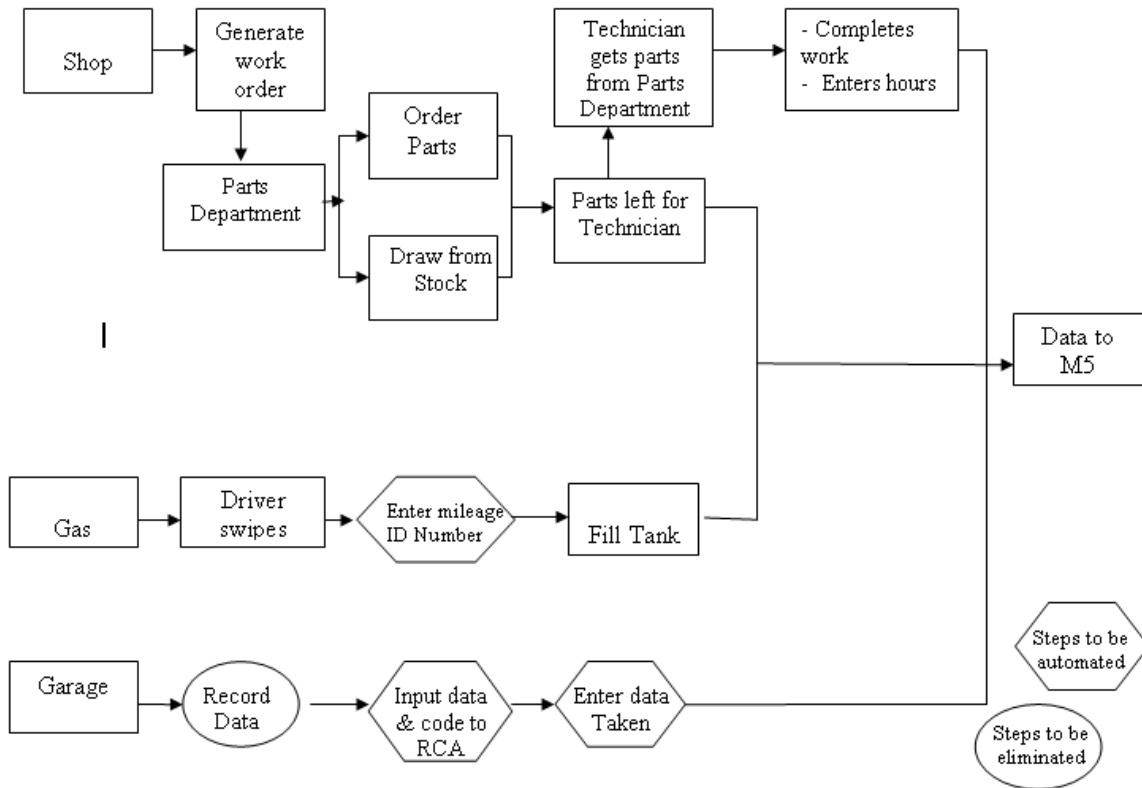 Shop
Generate
work
order
Parts
Department
Order
Parts
Draw from
Stock
Technician
gets parts
from Parts
Department
Parts left for
Technician
- Completes
work
- Enters hours
Data to
M5
Gas
Driver
swipes
Enter mileage
ID Number
Fill Tank
Garage
Record
Data
Input data
& code to
RCA
Enter data
Taken
Steps to be
automated
Steps to be
eliminated